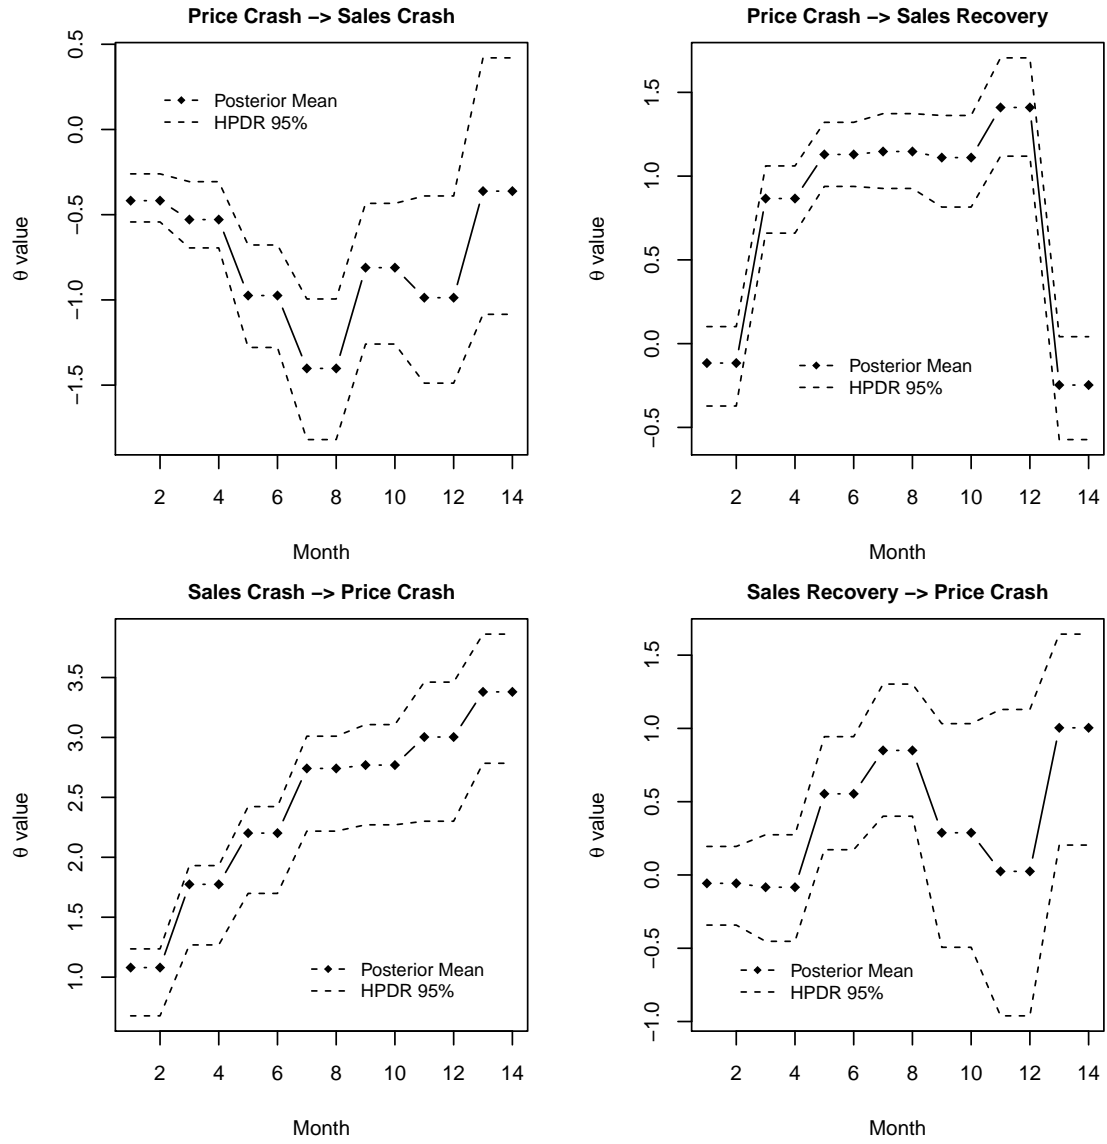 Price Crash −> Sales Crash
θ value
0.5
0.0
−0.5
−1.0
−1.5
Posterior Mean
HPDR 95%
2 4 6 8 10 12 14
Month
Price Crash −> Sales Recovery
θ value
1.5
1.0
0.5
0.0
−0.5
Posterior Mean
HPDR 95%
2 4 6 8 10 12 14
Month
Sales Crash −> Price Crash
θ value
3.5
3.0
2.5
2.0
1.5
1.0
Posterior Mean
HPDR 95%
2 4 6 8 10 12 14
Month
Sales Recovery −> Price Crash
θ value
1.5
1.0
0.5
0.0
−0.5
−1.0
Posterior Mean
HPDR 95%
2 4 6 8 10 12 14
Month